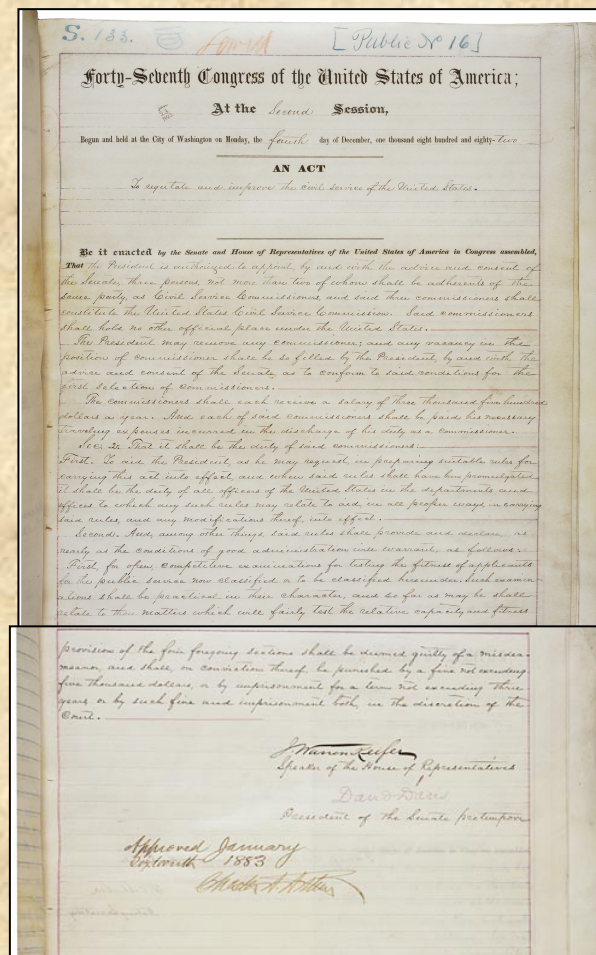 S. 133.
[Public No 16]
Forty-Seventh Congress of the United States of America;
At the Second Session,
Begun and held at the City of Washington on Monday, the fourth day of December, one thousand eight hundred and eighty-two
AN ACT
To regulate and improve the civil service of the United States.
Be it enacted by the Senate and House of Representatives of the United States of America in Congress assembled,
That the President is authorized to appoint, by and with the advice and consent of
the Senate, three persons, not more than two of whom shall be adherents of the
same party, as Civil Service Commissioners, and said three commissioners shall
constitute the United States Civil Service Commission. Said commissioners
shall hold no other official place under the United States.
The President may remove any commissioner; and any vacancy in the
position of commissioner shall be so filled by the President, by and with the
advice and consent of the Senate, as to conform to said conditions for the
first selection of commissioners.
The commissioners shall each receive a salary of three thousand five hundred
dollars a year. And each of said commissioners shall be paid his necessary
traveling expenses incurred in the discharge of his duty as a commissioner.
Sec. 2. That it shall be the duty of said commissioners:
First. To aid the President, as he may request, in preparing suitable rules for
carrying this act into effect, and when said rules shall have been promulgated
it shall be the duty of all officers of the United States in the departments and
offices to which any such rules may relate to aid, in all proper ways, in carrying
said rules, and any modifications thereof, into effect.
Second. And, among other things, said rules shall provide and declare, as
nearly as the conditions of good administration will warrant, as follows:
First, for open, competitive examinations for testing the fitness of applicants
for the public service now classified or to be classified hereunder. Such examin-
ations shall be practical in their character, and so far as may be shall
relate to those matters which will fairly test the relative capacity and fitness
provision of the four foregoing sections shall be deemed guilty of a misde-
meanor, and shall, on conviction thereof, be punished by a fine not exceeding
five thousand dollars, or by imprisonment for a term not exceeding three
years, or by such fine and imprisonment both, in the discretion of the
Court.
J. Warren Keifer
Speaker of the House of Representatives
David Davis
President of the Senate pro tempore
Approved January
Sixteenth 1883
Chester A. Arthur